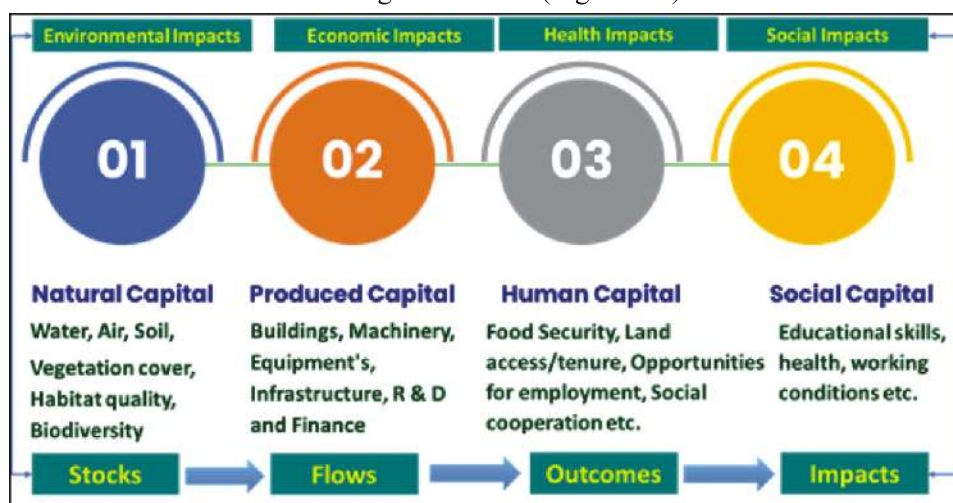 Environmental Impacts
Economic Impacts
Health Impacts
Social Impacts
01
02
03
04
Natural Capital
Water, Air, Soil,
Vegetation cover,
Habitat quality,
Biodiversity
Produced Capital
Buildings, Machinery,
Equipment's,
Infrastructure, R & D
and Finance
Human Capital
Food Security, Land
access/tenure, Opportunities
for employment, Social
cooperation etc.
Social Capital
Educational skills,
health, working
conditions etc.
Stocks
Flows
Outcomes
Impacts